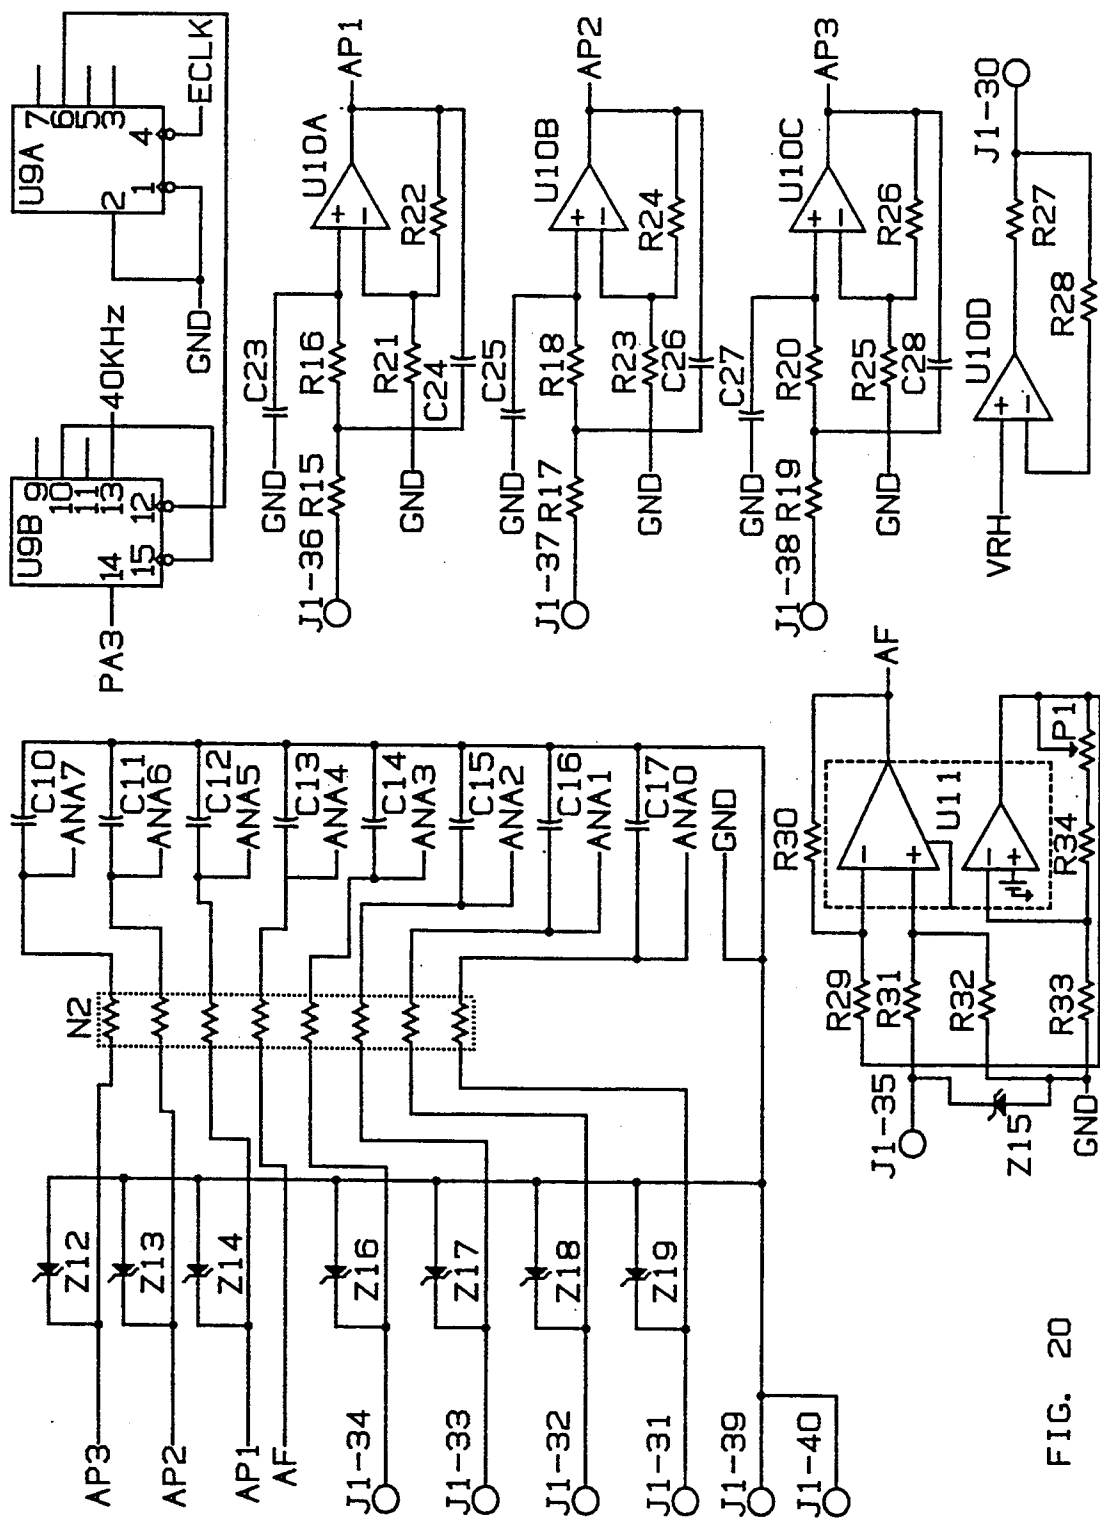 AP3
AP2
AP1
AF
J1-34
J1-33
J1-32
J1-31
J1-39
J1-40
Z12
Z13
Z14
Z16
Z17
Z18
Z19
N2
C10
ANA7
C11
ANA6
C12
ANA5
C13
ANA4
C14
ANA3
C15
ANA2
C16
ANA1
C17
ANA0
GND
PA3
U9B
14
15
12
9
10
11
13
40KHz
U9A
2
1
4
7
6
5
3
ECLK
GND
J1-36
R15
GND
C23
R16
R21
C24
GND
U10A
+
-
R22
AP1
J1-37
R17
GND
C25
R18
R23
C26
GND
U10B
+
-
R24
AP2
J1-38
R19
GND
C27
R20
R25
C28
GND
U10C
+
-
R26
AP3
VRH
U10D
+
-
R27
R28
J1-30
J1-35
Z15
GND
R29
R31
R32
R33
R30
-
+
U11
-
+
R34
P1
AF
FIG. 20